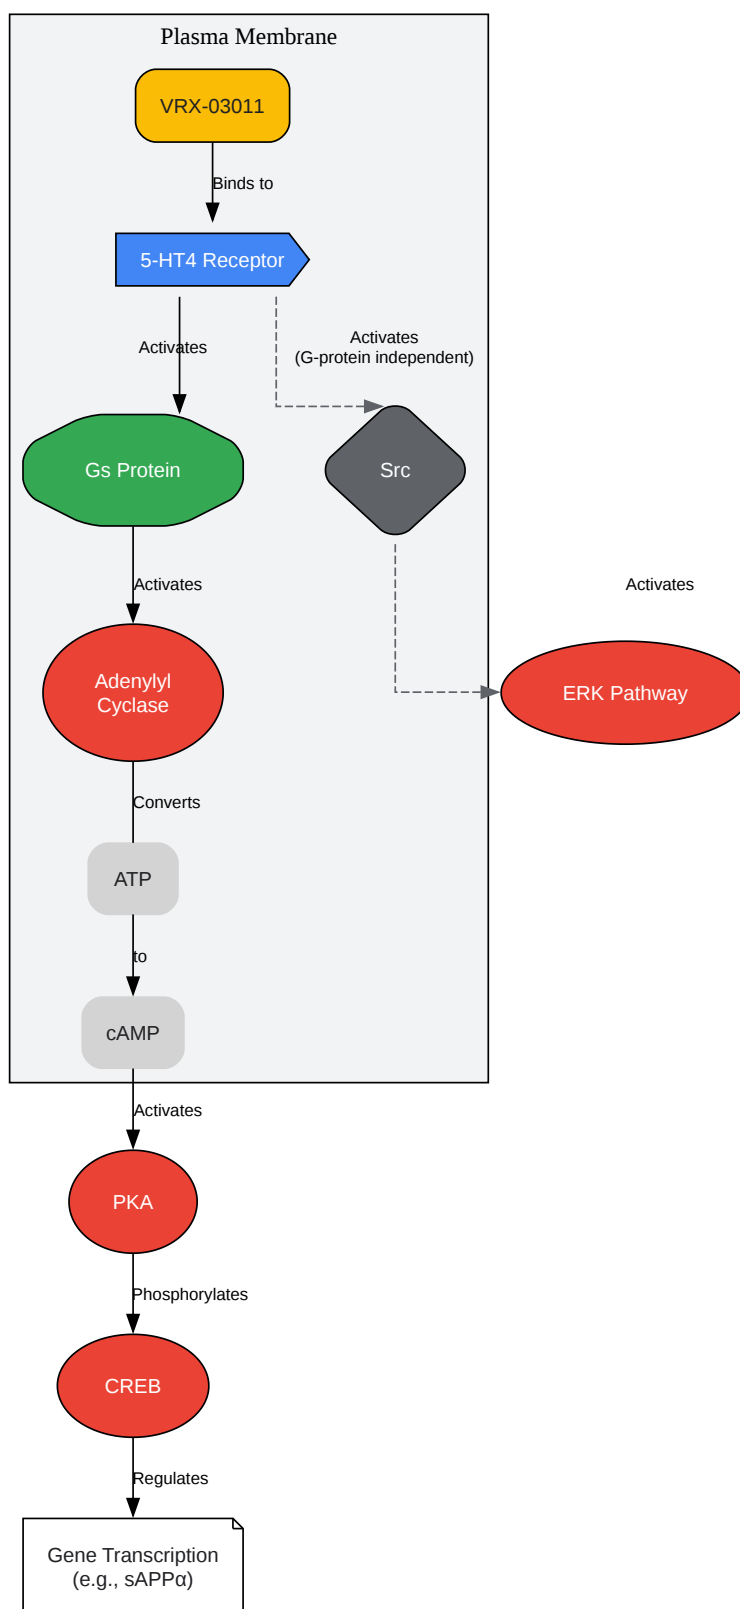 Plasma Membrane
VRX-03011
Binds to
5-HT4 Receptor
Activates
Activates
(G-protein independent)
Gs Protein
Src
Activates
Activates
Adenylyl
Cyclase
ERK Pathway
Converts
ATP
to
cAMP
Activates
PKA
Phosphorylates
CREB
Regulates
Gene Transcription
(e.g., sAPPα)